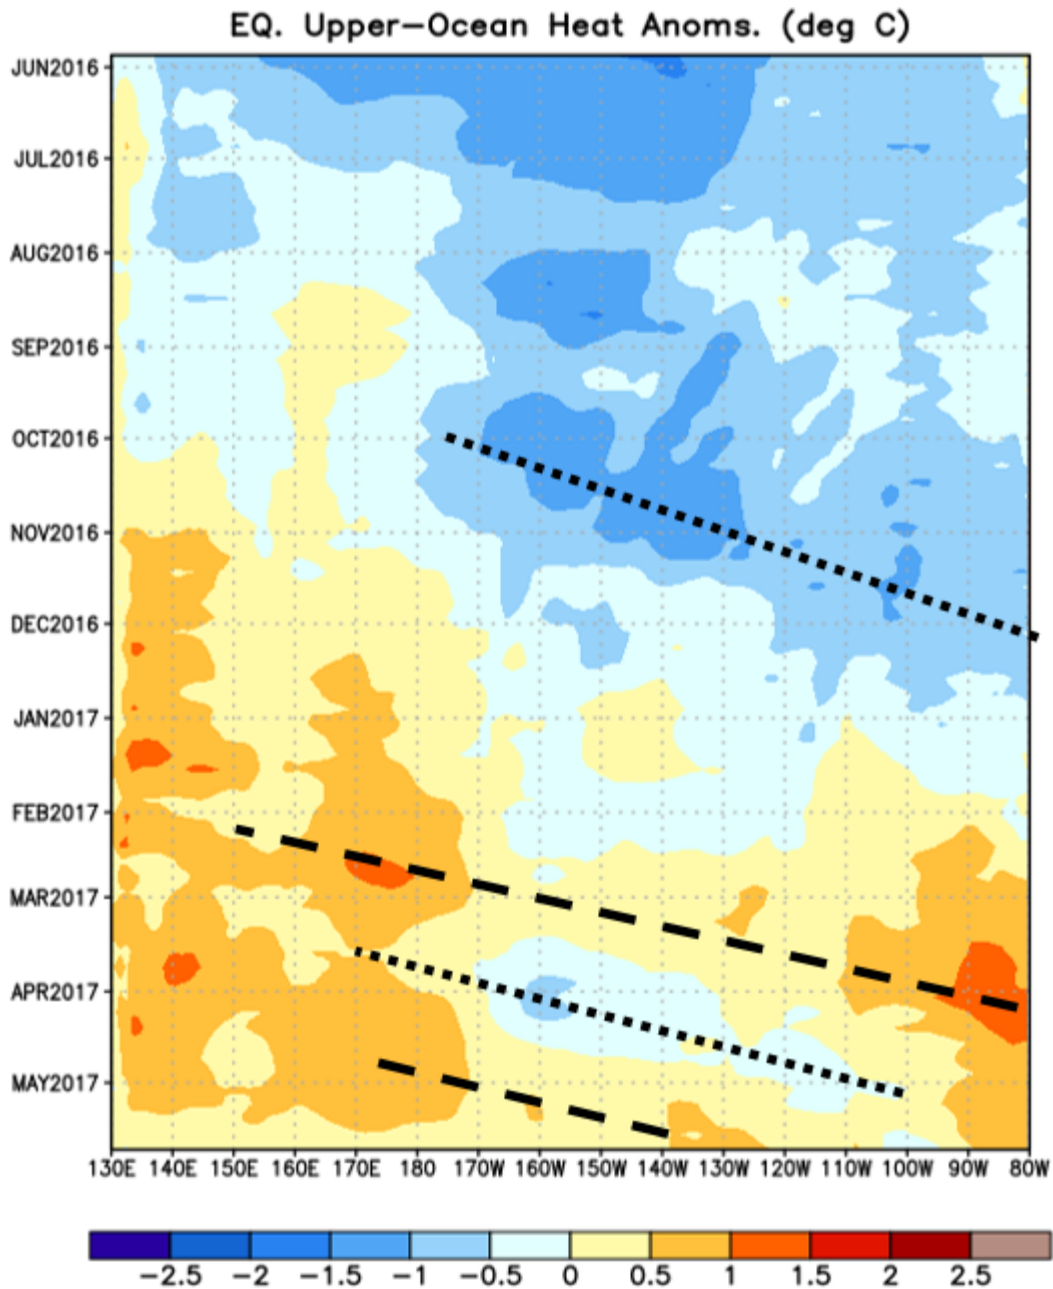 EQ. Upper-Ocean Heat Anoms. (deg C)
JUN2016
JUL2016
AUG2016
SEP2016
OCT2016
NOV2016
DEC2016
JAN2017
FEB2017
MAR2017
APR2017
MAY2017
130E 140E 150E 160E 170E 180 170W 160W 150W 140W 130W 120W 110W 100W 90W 80W
-2.5 -2 -1.5 -1 -0.5 0 0.5 1 1.5 2 2.5